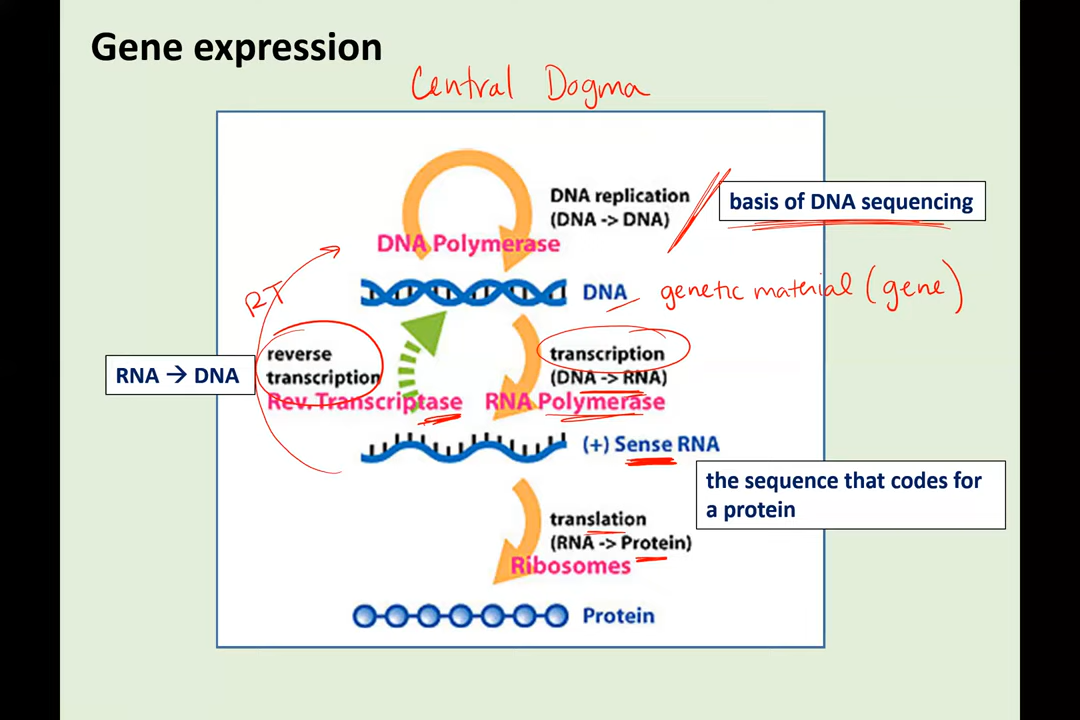 Gene expression
Central Dogma
DNA replication
(DNA -> DNA)
basis of DNA sequencing
DNA Polymerase
DNA
genetic material (gene)
RT
reverse
transcription
Rev. Transcriptase
RNA → DNA
transcription
(DNA -> RNA)
RNA Polymerase
(+) Sense RNA
the sequence that codes for
a protein
translation
(RNA -> Protein)
Ribosomes
Protein